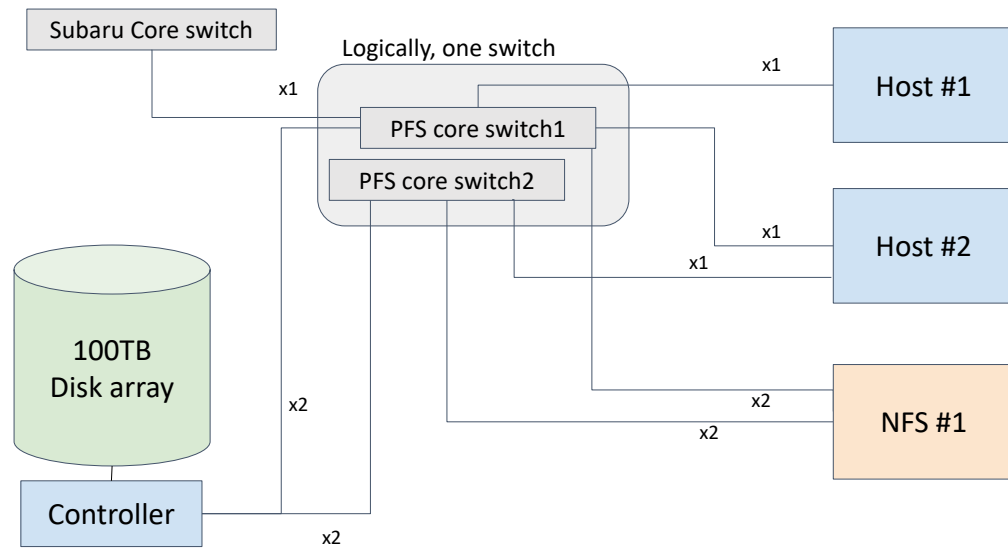 Subaru Core switch
Logically, one switch
x1
x1
Host #1
PFS core switch1
PFS core switch2
x1
Host #2
x1
100TB
Disk array
x2
x2
x2
NFS #1
Controller
x2